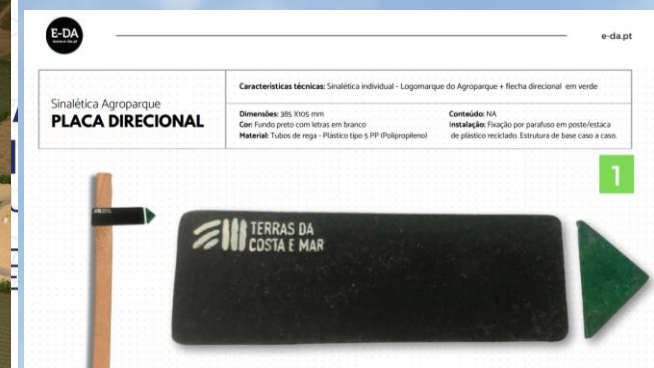 E-DA
e-da.pt
Sinalética Agroparque
PLACA DIRECIONAL
Características técnicas: Sinalética individual - Logomarque do Agroparque + flecha direcional em verde
Dimensões: 385 X105 mm
Cor: Fundo preto com letras em branco
Material: Tubos de rega - Plástico tipo 5 PP (Polipropileno)
Conteúdo: NA
Instalação: Fixação por parafuso em poste/estaca
de plástico reciclado. Estrutura de base caso a caso.
1
TERRAS DA
COSTA E MAR